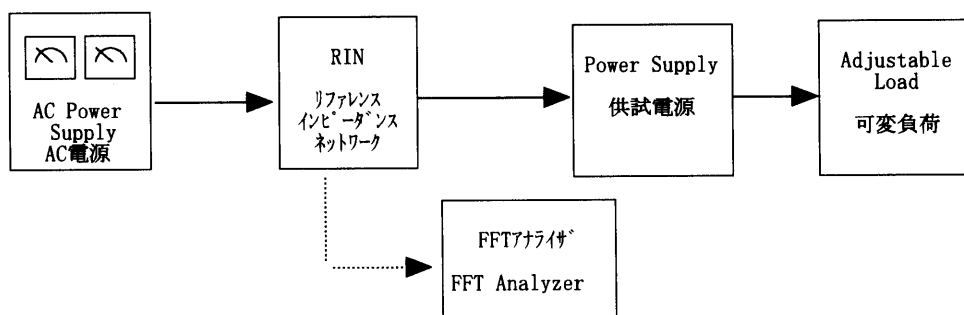 AC Power
Supply
AC電源
RIN
ﾘﾌｧﾚﾝｽ
ｲﾝﾋﾟｰﾀﾞﾝｽ
ﾈｯﾄﾜｰｸ
Power Supply
供試電源
Adjustable
Load
可変負荷
FFTｱﾅﾗｲｻﾞ
FFT Analyzer